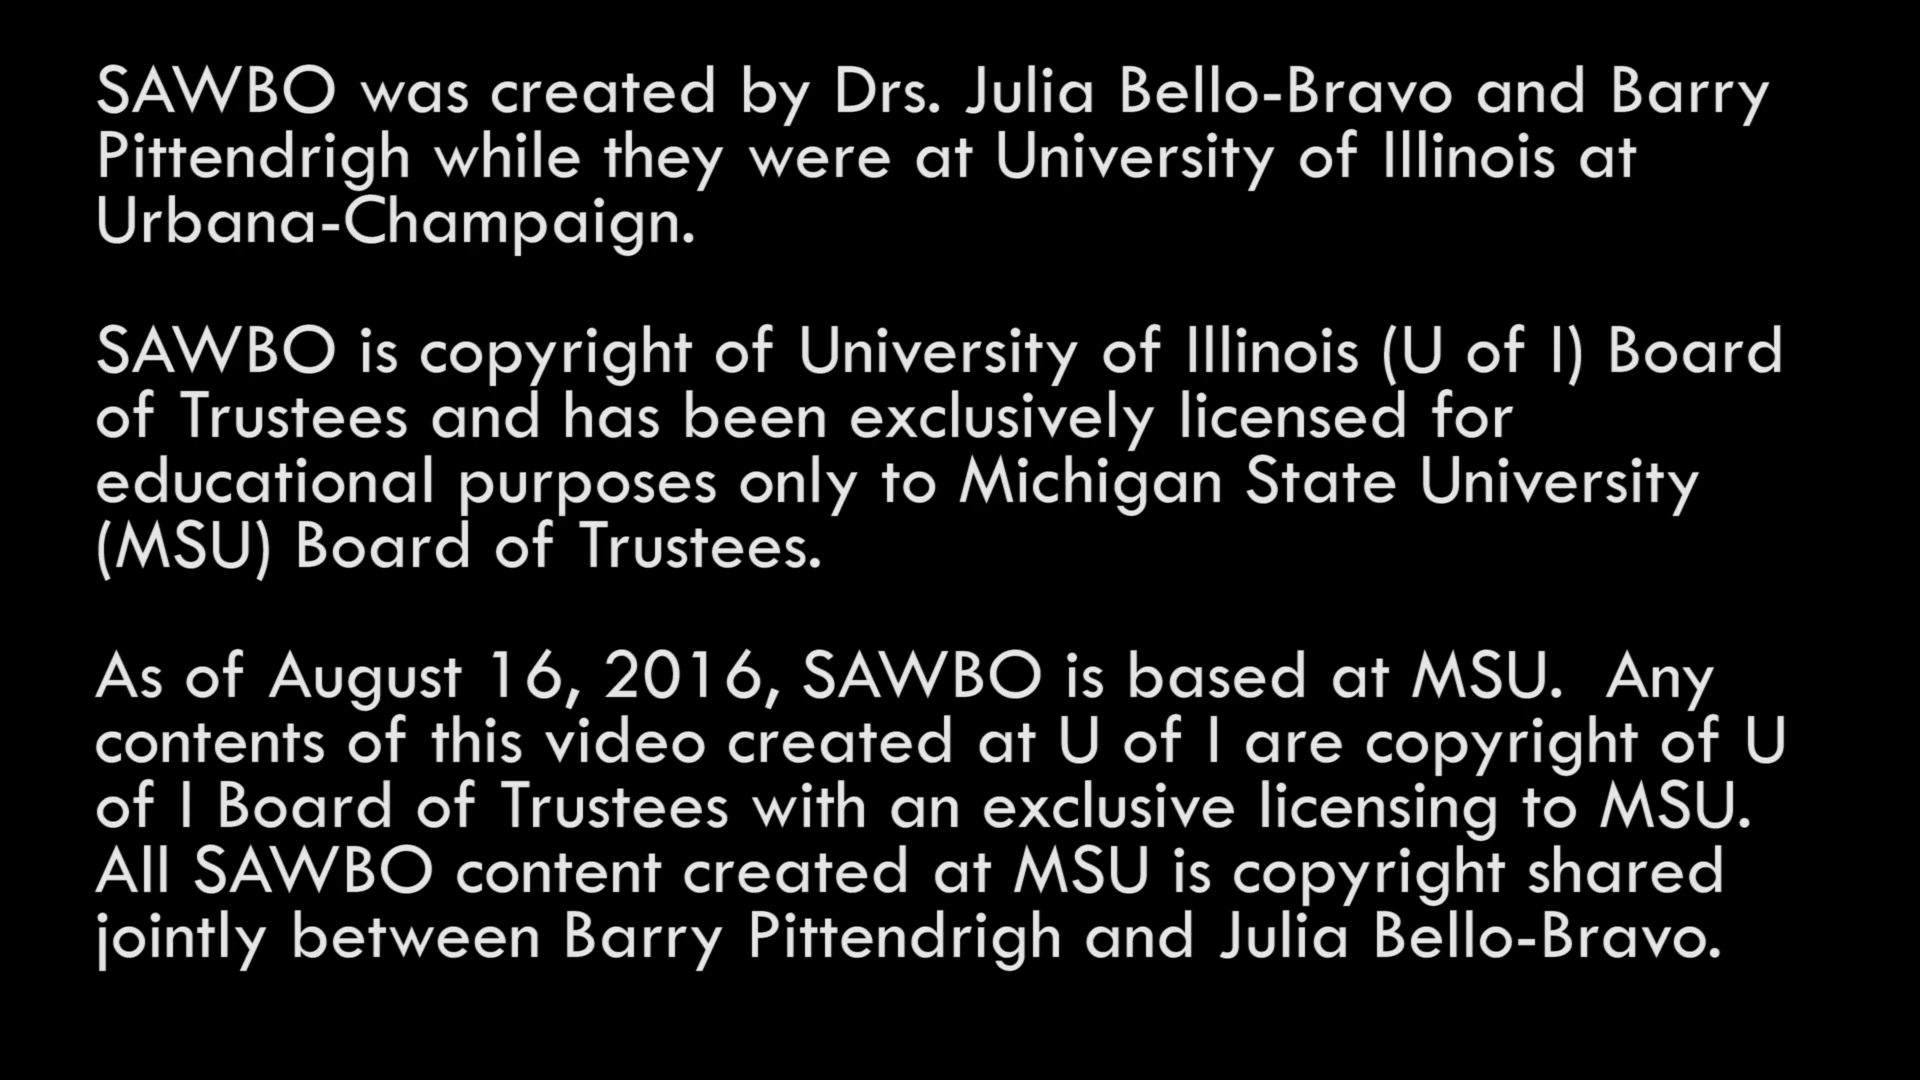 SAWBO was created by Drs. Julia Bello-Bravo and Barry
Pittendrigh while they were at University of Illinois at
Urbana-Champaign.
SAWBO is copyright of University of Illinois (U of I) Board
of Trustees and has been exclusively licensed for
educational purposes only to Michigan State University
(MSU) Board of Trustees.
As of August 16, 2016, SAWBO is based at MSU.  Any
contents of this video created at U of I are copyright of U
of I Board of Trustees with an exclusive licensing to MSU.
All SAWBO content created at MSU is copyright shared
jointly between Barry Pittendrigh and Julia Bello-Bravo.